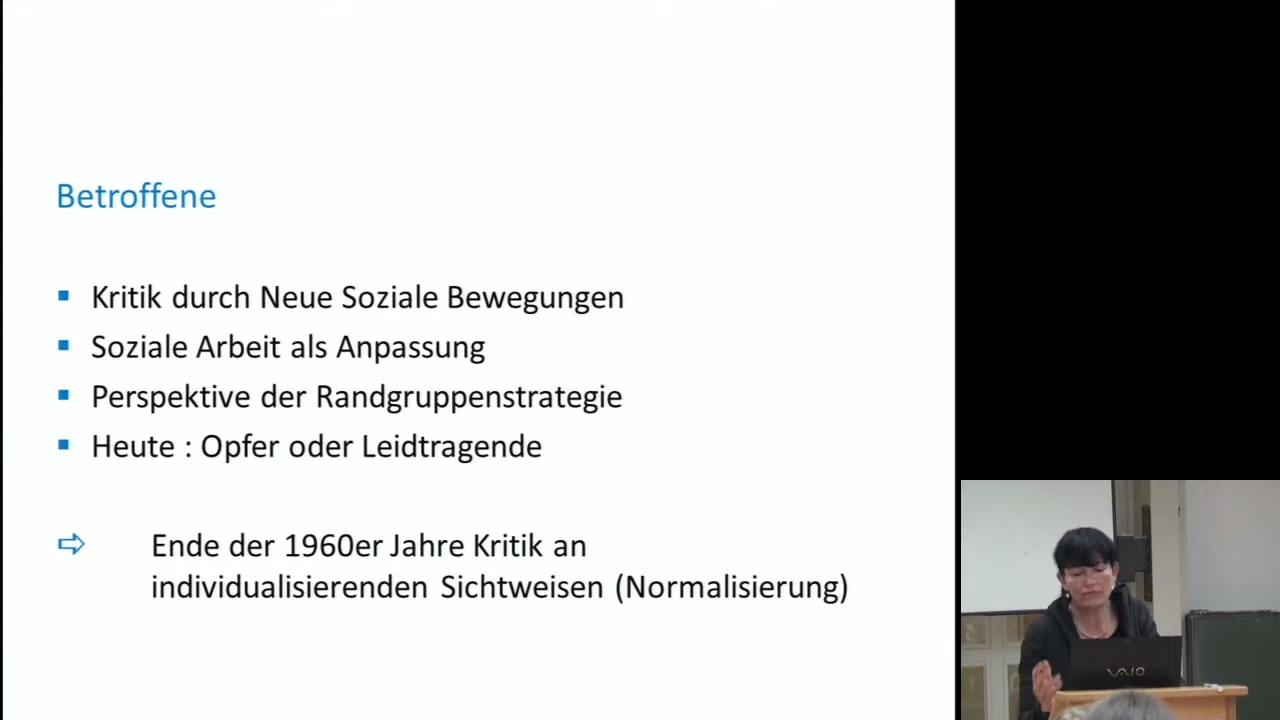 Betroffene
Kritik durch Neue Soziale Bewegungen
Soziale Arbeit als Anpassung
Perspektive der Randgruppenstrategie
Heute : Opfer oder Leidtragende
Ende der 1960er Jahre Kritik an
individualisierenden Sichtweisen (Normalisierung)
VAIO